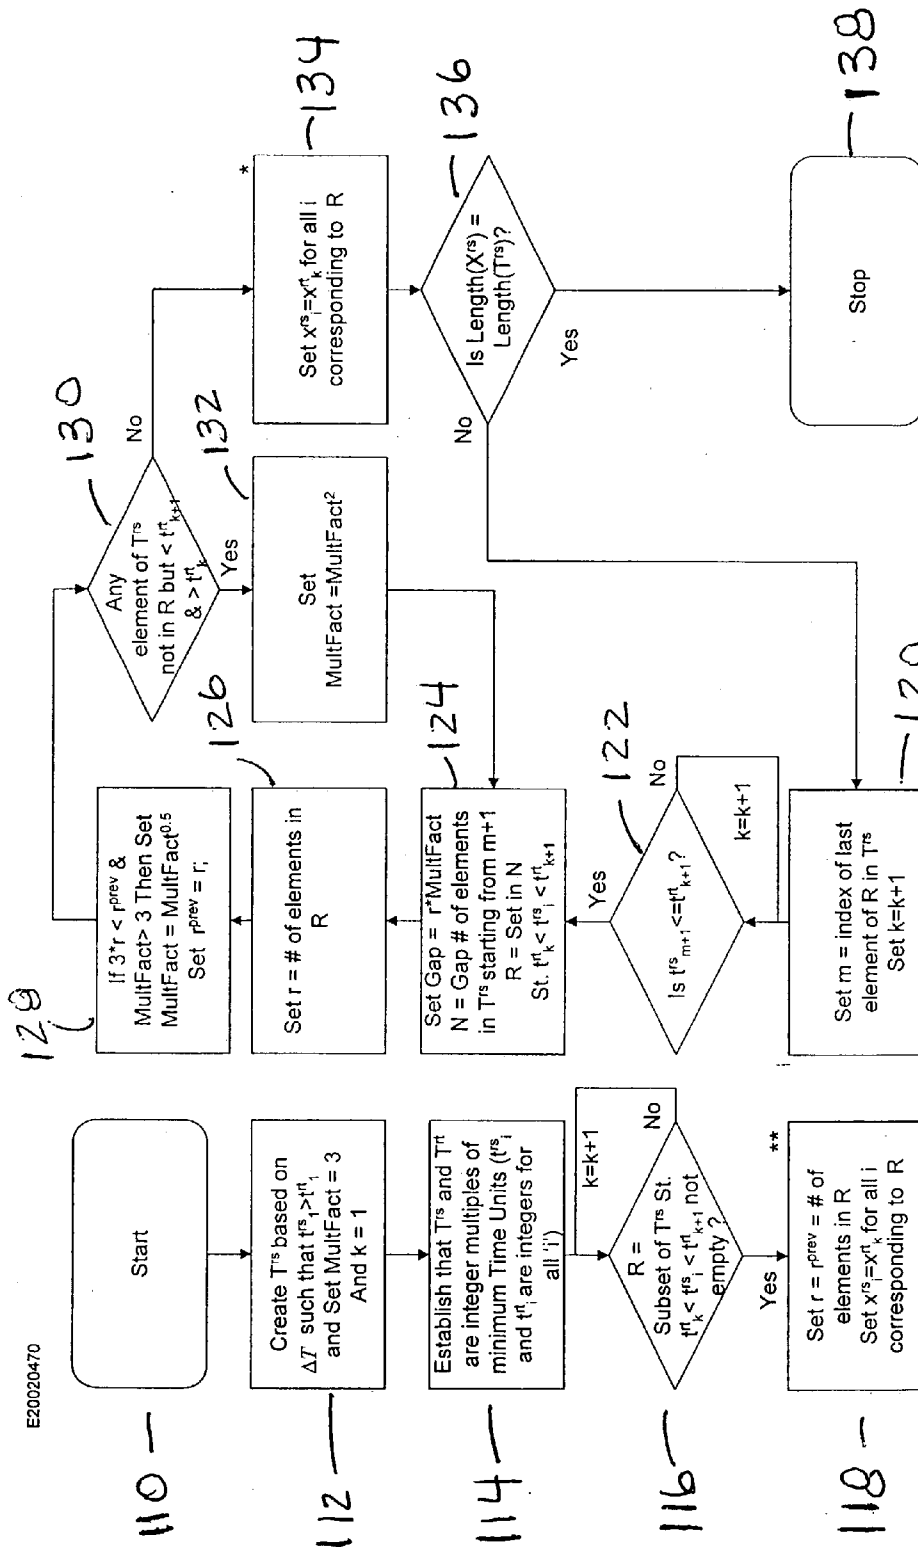 E20020470
Start
110
Create T^rs based on
ΔT such that t^rs_1>t^rt_1
and Set MultFact = 3
And k = 1
112
Establish that T^rs and T^rt
are integer multiples of
minimum Time Units (t^rs_i
and t^rt_i are integers for
all 'i')
114
k=k+1
R =
Subset of T^rs St.
t^rt_k < t^rs_i < t^rt_k+1 not
empty?
No
Yes
116
**
Set r = r^prev = # of
elements in R
Set x^rs_i=x^rt_k for all i
corresponding to R
118
128
If 3*r < r^prev &
MultFact> 3 Then Set
MultFact = MultFact^0.5
Set r^prev = r;
126
Set r = # of elements in
R
124
Set Gap = r*MultFact
N = Gap # of elements
in T^rs starting from m+1
R = Set in N
St. t^rt_k < t^rs_i < t^rt_k+1
122
Yes
Is t^rs_m+1 <=t^rt_k+1?
No
k=k+1
Set m = index of last
element of R in T^rs
Set k=k+1
120
130
Any
element of T^rs
not in R but < t^rt_k+1
& > t^rt_k
No
Yes
132
Set
MultFact =MultFact^2
*
134
Set x^rs_i=x^rt_k for all i
corresponding to R
136
Is Length(X^rs) =
Length(T^rs)?
No
Yes
138
Stop